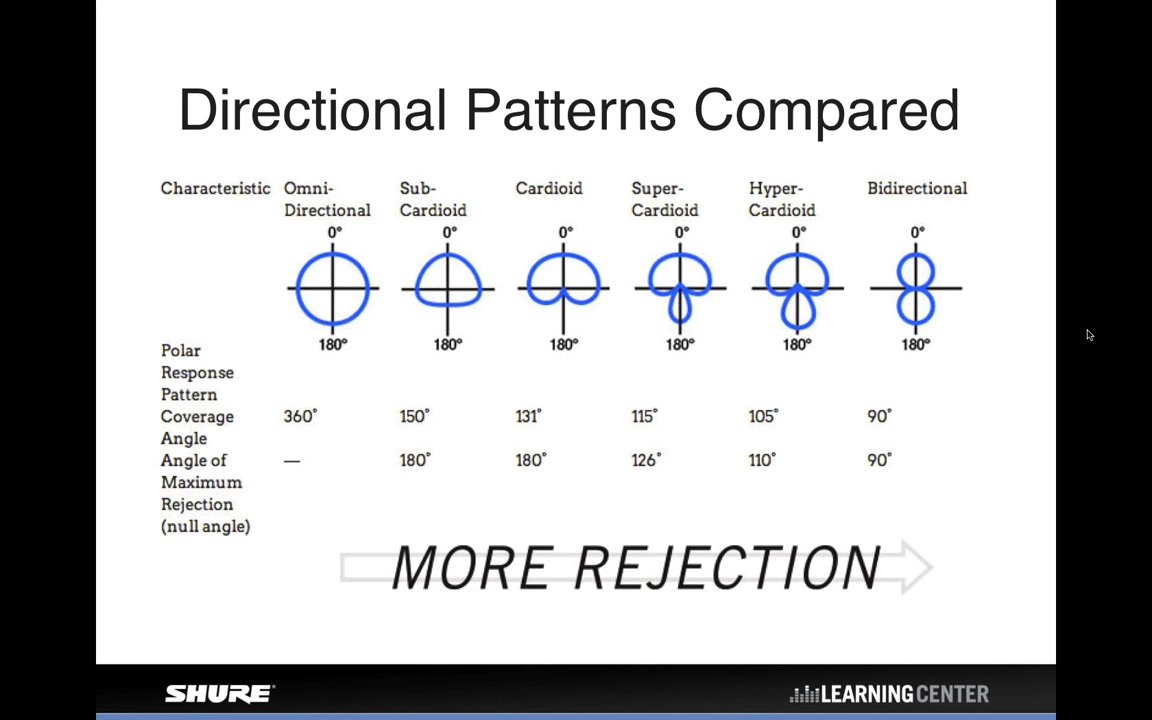 Directional Patterns Compared
Characteristic Omni-Directional Sub-Cardioid Cardioid Super-Cardioid Hyper-Cardioid Bidirectional
0° 0° 0° 0° 0° 0°
180° 180° 180° 180° 180° 180°
Polar
Response
Pattern
Coverage 360° 150° 131° 115° 105° 90°
Angle
Angle of — 180° 180° 126° 110° 90°
Maximum
Rejection
(null angle)
MORE REJECTION
SHURE LEARNING CENTER